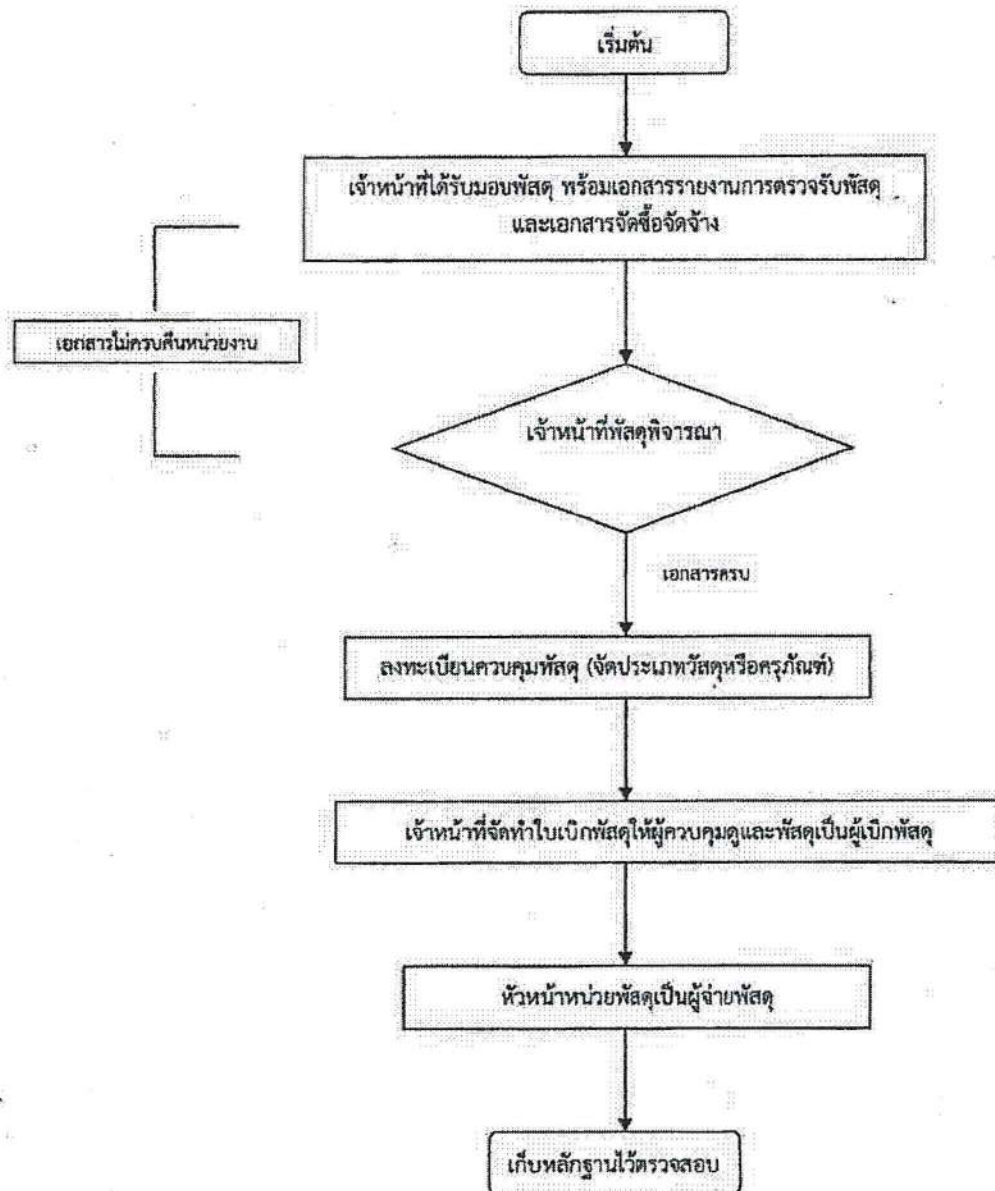 เริ่มต้น
เจ้าหน้าที่ได้รับมอบพัสดุ พร้อมเอกสารรายงานการตรวจรับพัสดุ
และเอกสารจัดซื้อจัดจ้าง
เอกสารไม่ครบคืนหน่วยงาน
เจ้าหน้าที่พัสดุพิจารณา
เอกสารครบ
ลงทะเบียนควบคุมพัสดุ (จัดประเภทวัสดุหรือครุภัณฑ์)
เจ้าหน้าที่จัดทำใบเบิกพัสดุให้ผู้ควบคุมดูแลพัสดุเป็นผู้เบิกพัสดุ
หัวหน้าหน่วยพัสดุเป็นผู้จ่ายพัสดุ
เก็บหลักฐานไว้ตรวจสอบ